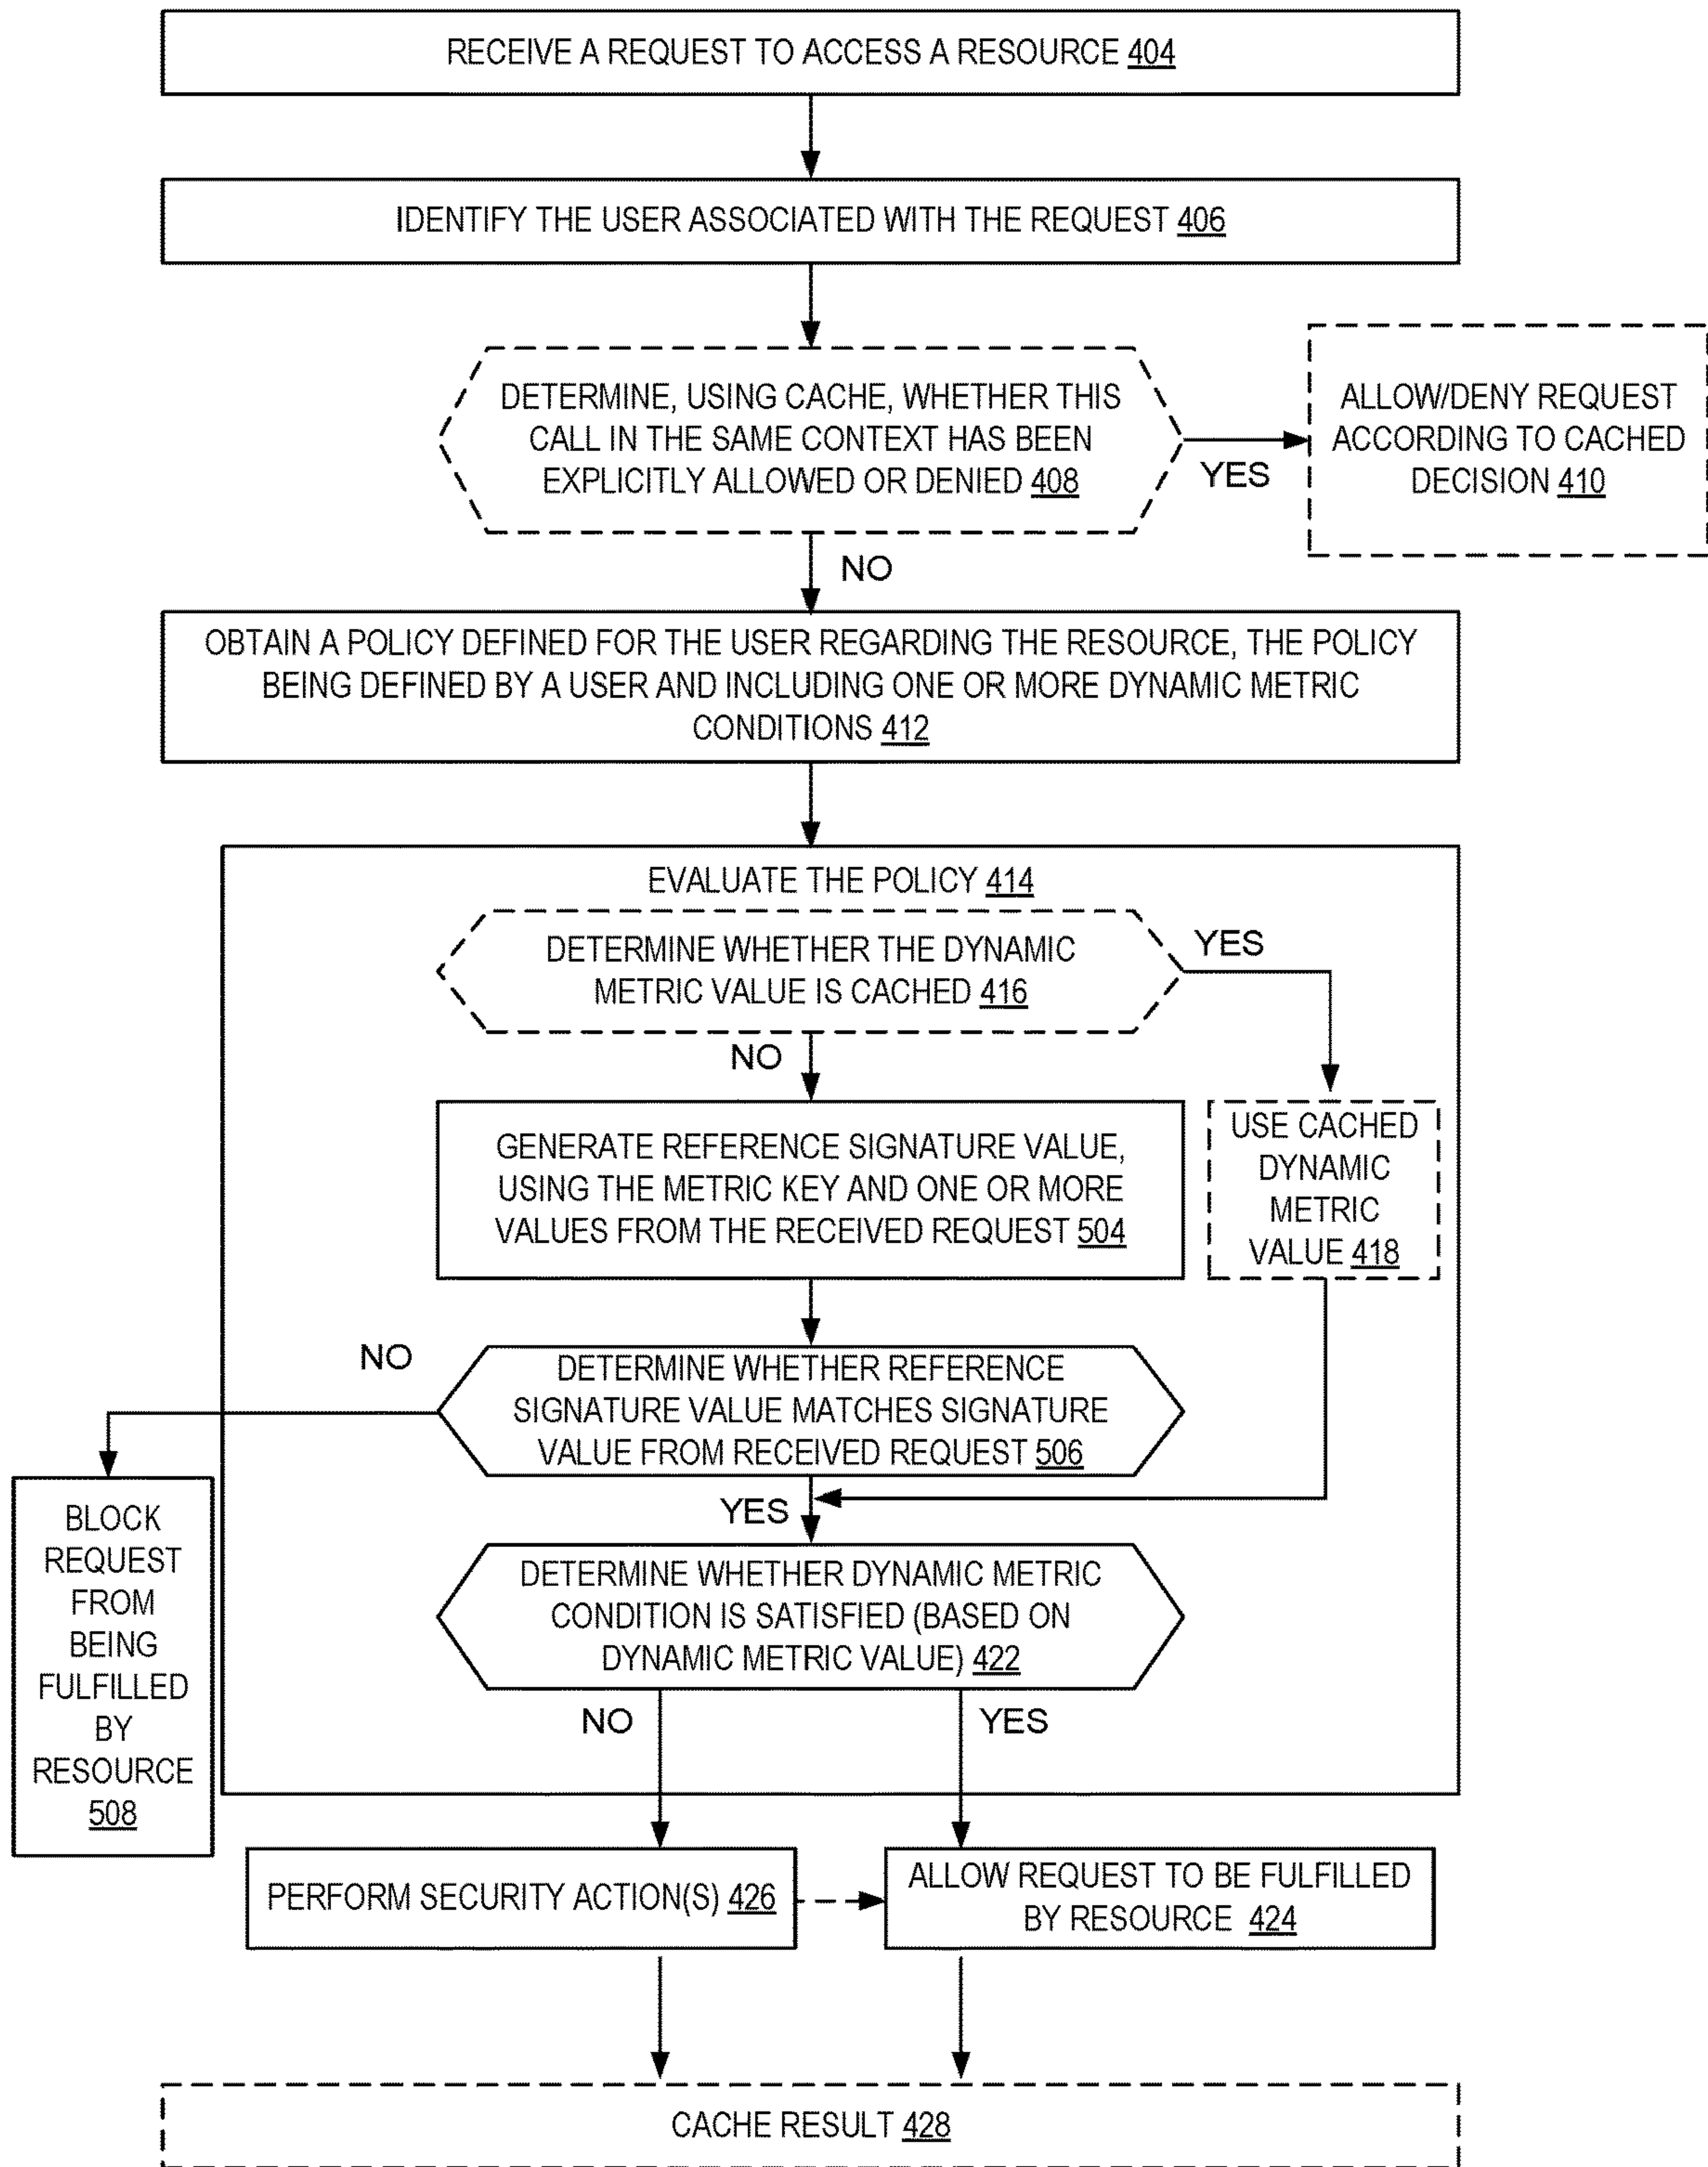 RECEIVE A REQUEST TO ACCESS A RESOURCE 404
IDENTIFY THE USER ASSOCIATED WITH THE REQUEST 406
DETERMINE, USING CACHE, WHETHER THIS
CALL IN THE SAME CONTEXT HAS BEEN
EXPLICITLY ALLOWED OR DENIED 408
YES
ALLOW/DENY REQUEST
ACCORDING TO CACHED
DECISION 410
NO
OBTAIN A POLICY DEFINED FOR THE USER REGARDING THE RESOURCE, THE POLICY
BEING DEFINED BY A USER AND INCLUDING ONE OR MORE DYNAMIC METRIC
CONDITIONS 412
EVALUATE THE POLICY 414
DETERMINE WHETHER THE DYNAMIC
METRIC VALUE IS CACHED 416
YES
NO
GENERATE REFERENCE SIGNATURE VALUE,
USING THE METRIC KEY AND ONE OR MORE
VALUES FROM THE RECEIVED REQUEST 504
USE CACHED
DYNAMIC
METRIC
VALUE 418
NO
DETERMINE WHETHER REFERENCE
SIGNATURE VALUE MATCHES SIGNATURE
VALUE FROM RECEIVED REQUEST 506
YES
BLOCK
REQUEST
FROM
BEING
FULFILLED
BY
RESOURCE
508
DETERMINE WHETHER DYNAMIC METRIC
CONDITION IS SATISFIED (BASED ON
DYNAMIC METRIC VALUE) 422
NO
YES
PERFORM SECURITY ACTION(S) 426
ALLOW REQUEST TO BE FULFILLED
BY RESOURCE 424
CACHE RESULT 428